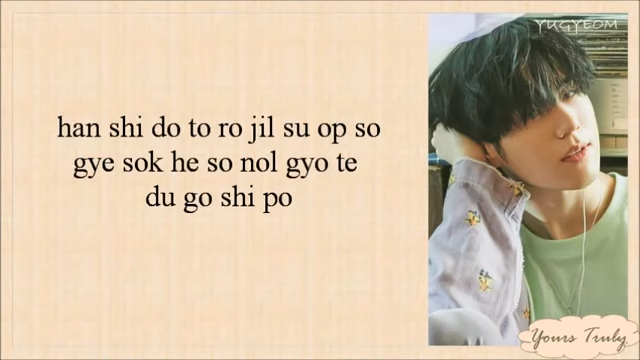 YUGYEOM
han shi do to ro jil su op so
gye sok he so nol gyo te
du go shi po
Yours Truly